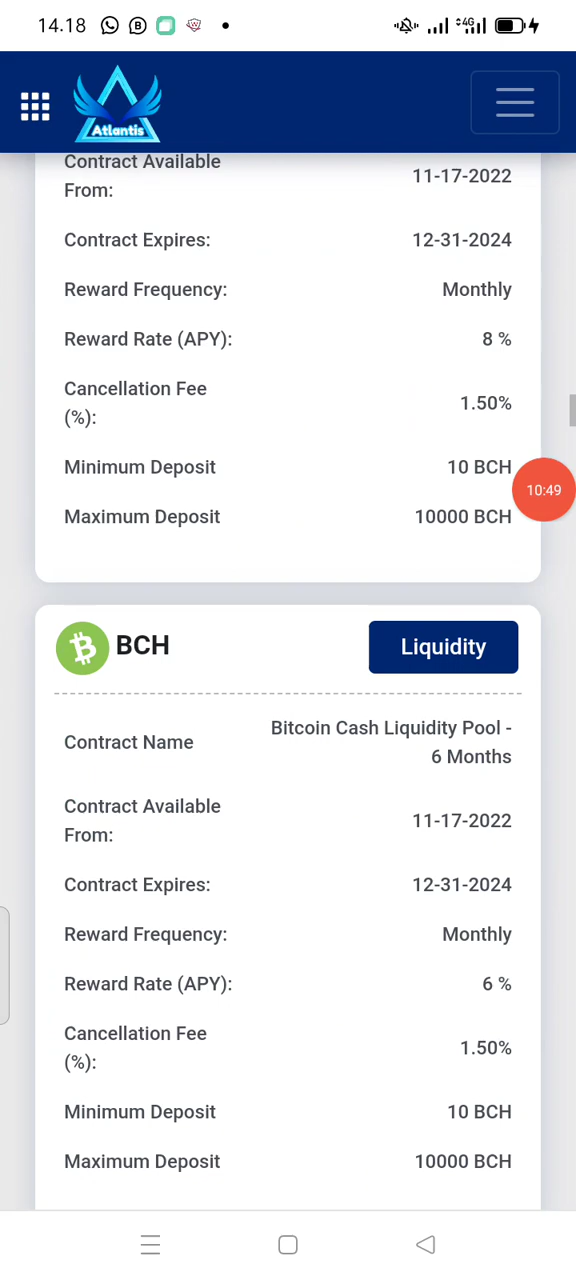 14.18
Atlantis
Contract Available
From:
11-17-2022
Contract Expires:
12-31-2024
Reward Frequency:
Monthly
Reward Rate (APY):
8 %
Cancellation Fee
(%):
1.50%
Minimum Deposit
10 BCH
10:49
Maximum Deposit
10000 BCH
BCH
Liquidity
Contract Name
Bitcoin Cash Liquidity Pool -
6 Months
Contract Available
From:
11-17-2022
Contract Expires:
12-31-2024
Reward Frequency:
Monthly
Reward Rate (APY):
6 %
Cancellation Fee
(%):
1.50%
Minimum Deposit
10 BCH
Maximum Deposit
10000 BCH